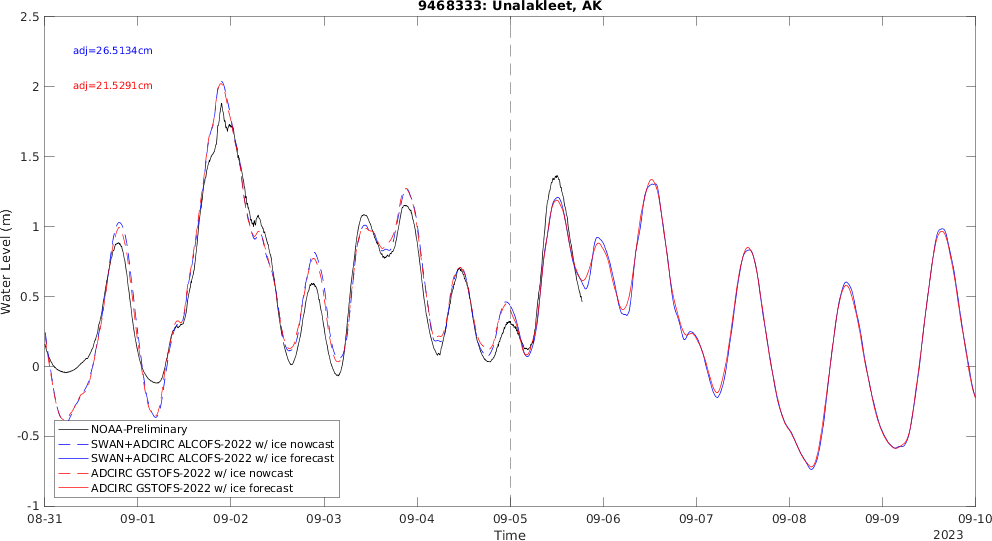 9468333: Unalakleet, AK
2.5
2
1.5
1
0.5
0
-0.5
-1
Water Level (m)
adj=26.5134cm
adj=21.5291cm
NOAA-Preliminary
SWAN+ADCIRC ALCOFS-2022 w/ ice nowcast
SWAN+ADCIRC ALCOFS-2022 w/ ice forecast
ADCIRC GSTOFS-2022 w/ ice nowcast
ADCIRC GSTOFS-2022 w/ ice forecast
08-31 09-01 09-02 09-03 09-04 09-05 09-06 09-07 09-08 09-09 09-10
Time
2023